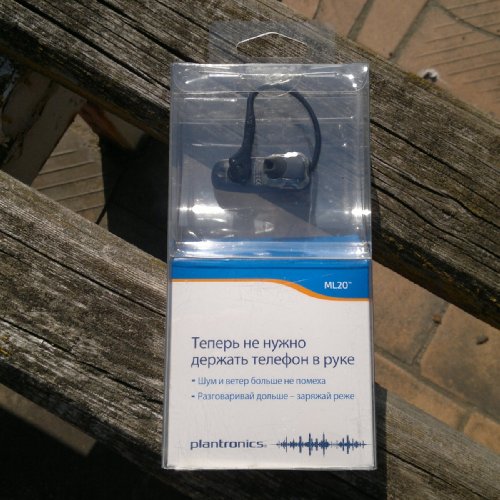 ML20™
Теперь не нужно
держать телефон в руке
• Шум и ветер больше не помеха
• Разговаривай дольше – заряжай реже
plantronics®